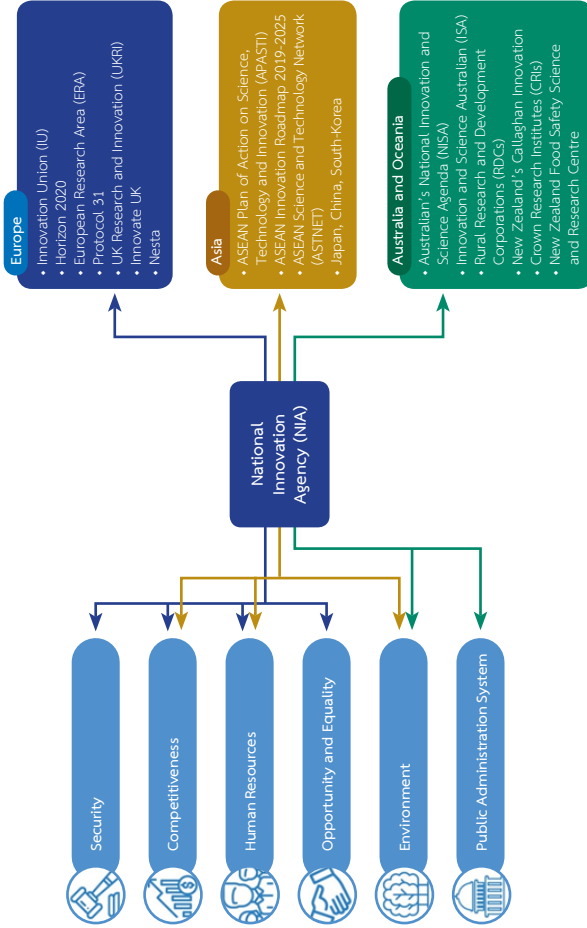 Europe
• Innovation Union (IU)
• Horizon 2020
• European Research Area (ERA)
• Protocol 31
• UK Research and Innovation (UKRI)
• Innovate UK
• Nesta
Asia
• ASEAN Plan of Action on Science,
Technology and Innovation (APASTI)
• ASEAN Innovation Roadmap 2019-2025
• ASEAN Science and Technology Network
(ASTNET)
• Japan, China, South-Korea
Australia and Oceania
• Australian's National Innovation and
Science Agenda (NISA)
• Innovation and Science Australian (ISA)
• Rural Research and Development
Corporations (RDCs)
• New Zealand's Callaghan Innovation
• Crown Research Institutes (CRIs)
• New Zealand Food Safety Science
and Research Centre
National
Innovation
Agency (NIA)
Security
Competitiveness
Human Resources
Opportunity and Equality
Environment
Public Administration System